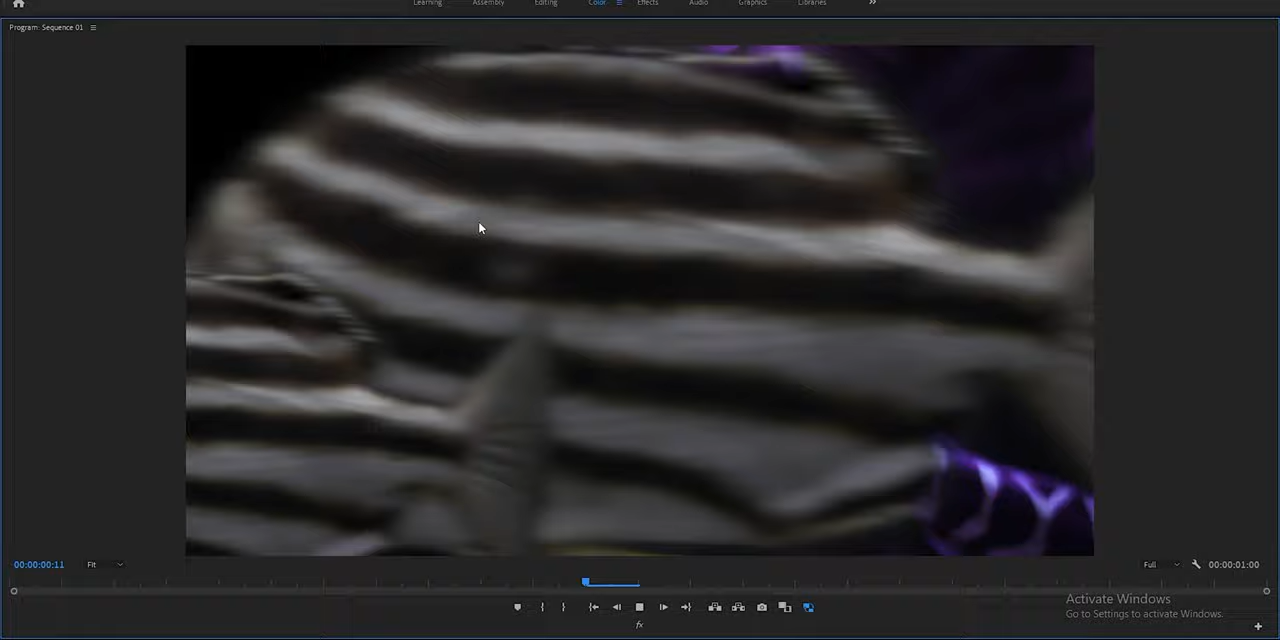 Learning Assembly Editing Color Effects Audio Graphics Libraries
Program: Sequence 01
00:00:00:11 Fit Full 00:00:01:00
Activate Windows
Go to Settings to activate Windows.
fx